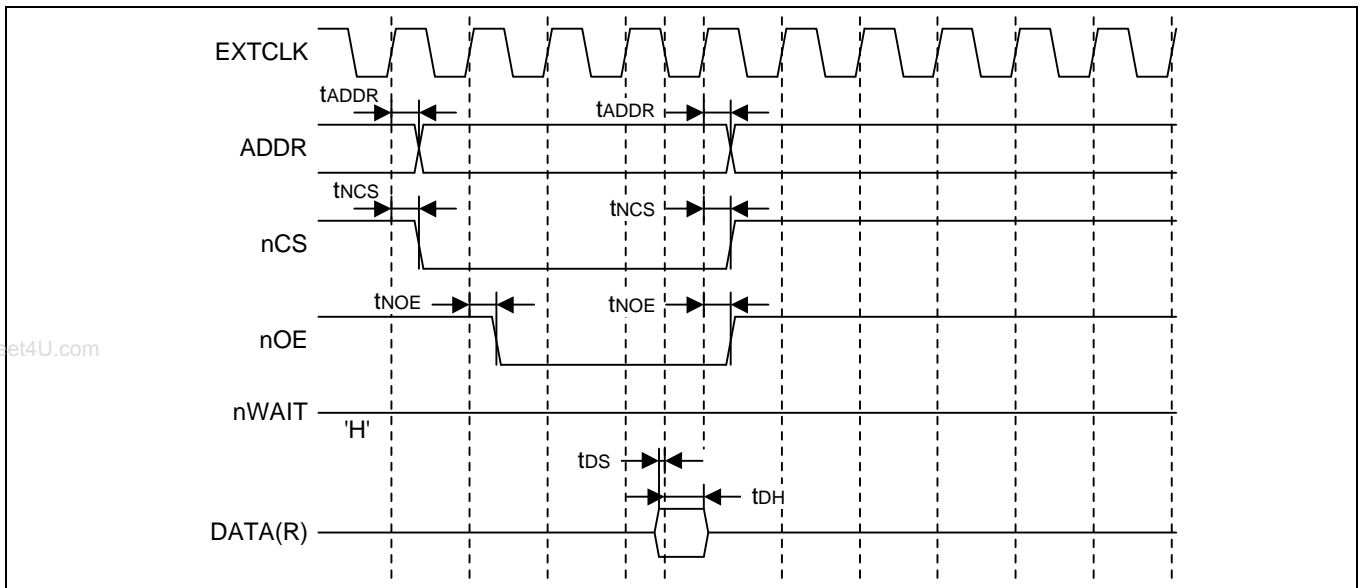 EXTCLK
tADDR
tADDR
ADDR
tNCS
tNCS
nCS
tNOE
tNOE
nOE
eet4U.com
nWAIT
'H'
tDS
tDH
DATA(R)